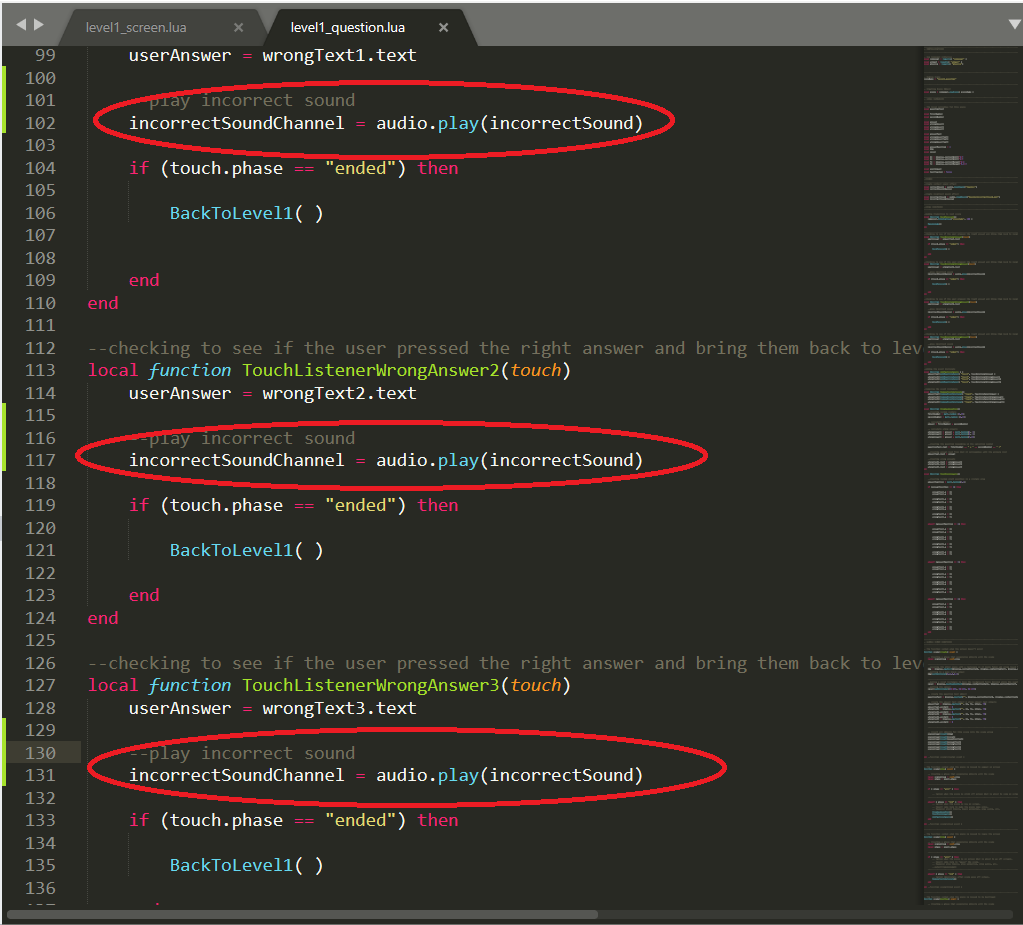 level1_screen.lua × level1_question.lua ×
99 userAnswer = wrongText1.text
100
101 --play incorrect sound
102 incorrectSoundChannel = audio.play(incorrectSound)
103
104 if (touch.phase == "ended") then
105
106 BackToLevel1( )
107
108
109 end
110 end
111
112 --checking to see if the user pressed the right answer and bring them back to lev
113 local function TouchListenerWrongAnswer2(touch)
114 userAnswer = wrongText2.text
115
116 --play incorrect sound
117 incorrectSoundChannel = audio.play(incorrectSound)
118
119 if (touch.phase == "ended") then
120
121 BackToLevel1( )
122
123 end
124 end
125
126 --checking to see if the user pressed the right answer and bring them back to lev
127 local function TouchListenerWrongAnswer3(touch)
128 userAnswer = wrongText3.text
129
130 --play incorrect sound
131 incorrectSoundChannel = audio.play(incorrectSound)
132
133 if (touch.phase == "ended") then
134
135 BackToLevel1( )
136